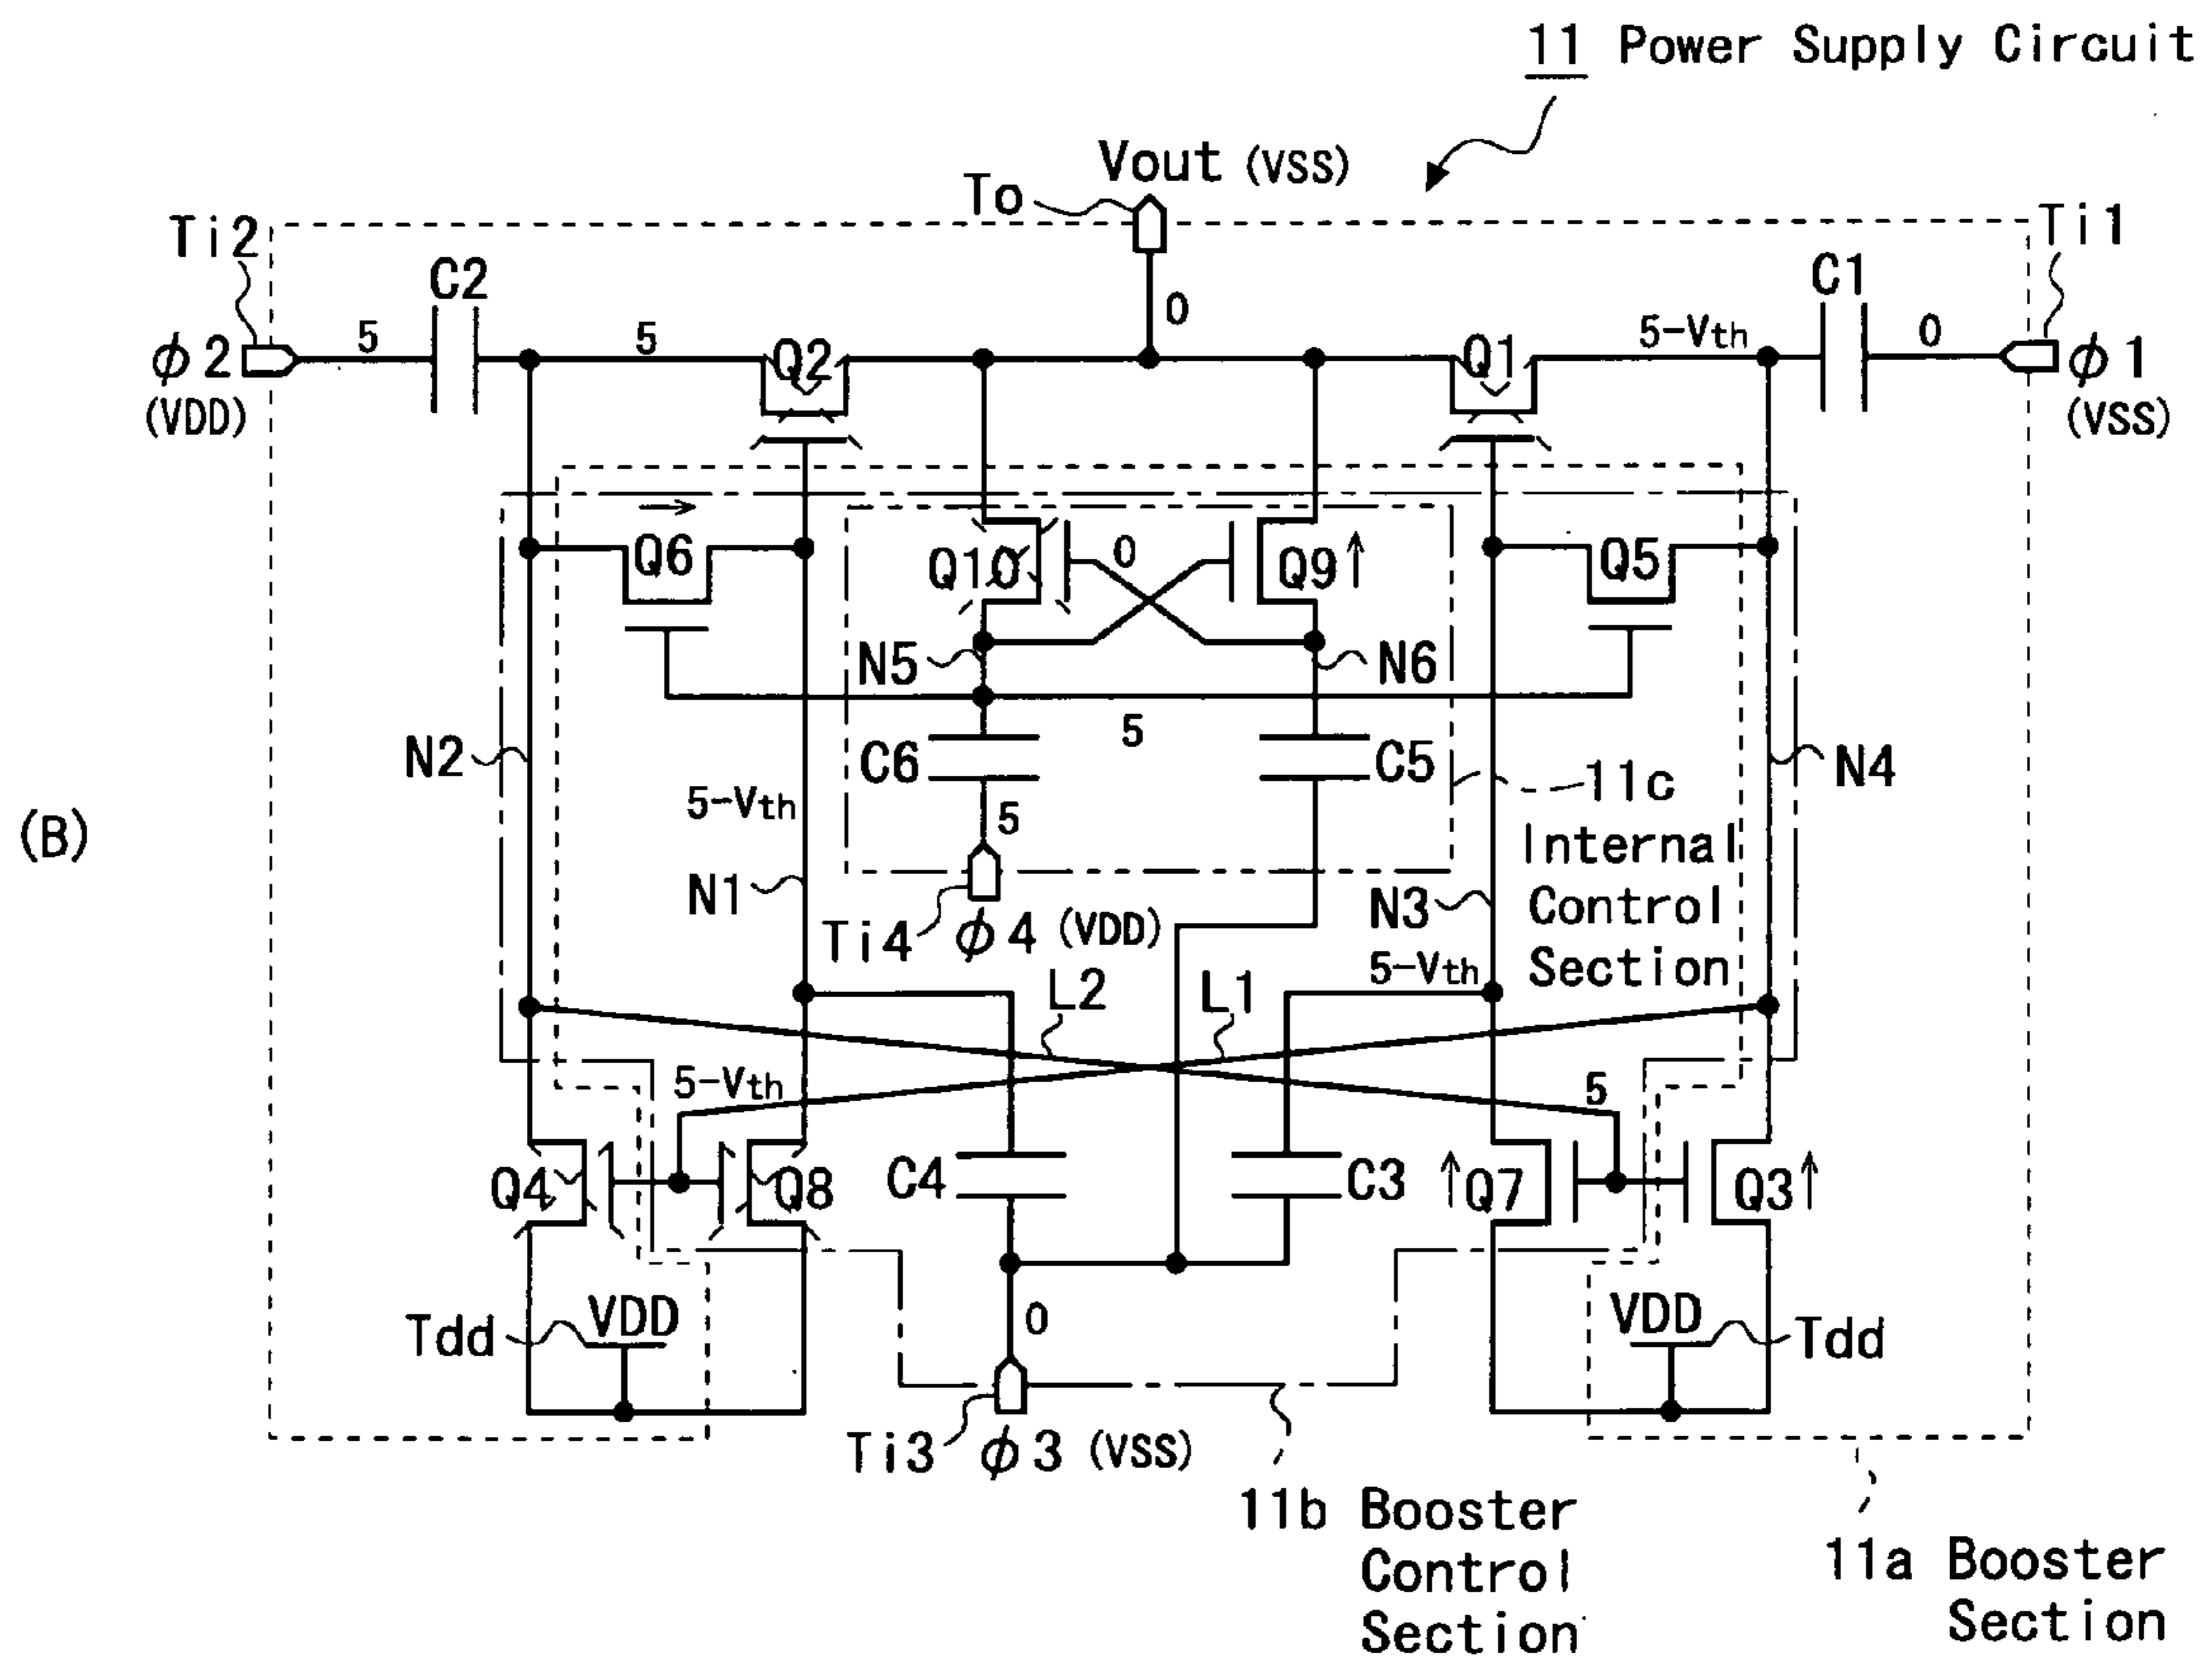 11 Power Supply Circuit
Vout (VSS)
To
Ti2
Ti1
C2
C1
0
ϕ2
5
5
Q2
Q1
5-Vth
0
ϕ1
(VDD)
(VSS)
Q6
Q10
0
Q9
Q5
N5
N6
N2
5
C6
C5
N4
11c
Internal
Control
Section
5-Vth
5
(B)
N1
N3
Ti4
ϕ4 (VDD)
5-Vth
L2
L1
5-Vth
5
Q4
Q8
C4
C3
Q7
Q3
Tdd
VDD
0
VDD
Tdd
Ti3
ϕ3 (VSS)
11b Booster
Control
Section
11a Booster
Section